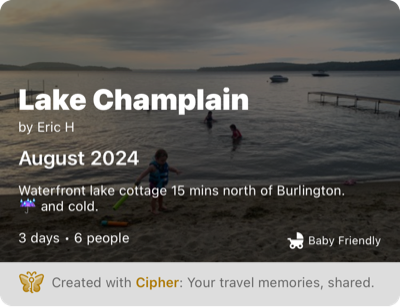 Lake Champlain
by Eric H
August 2024
Waterfront lake cottage 15 mins north of Burlington.
☔ and cold.
3 days • 6 people
Baby Friendly
Created with Cipher: Your travel memories, shared.